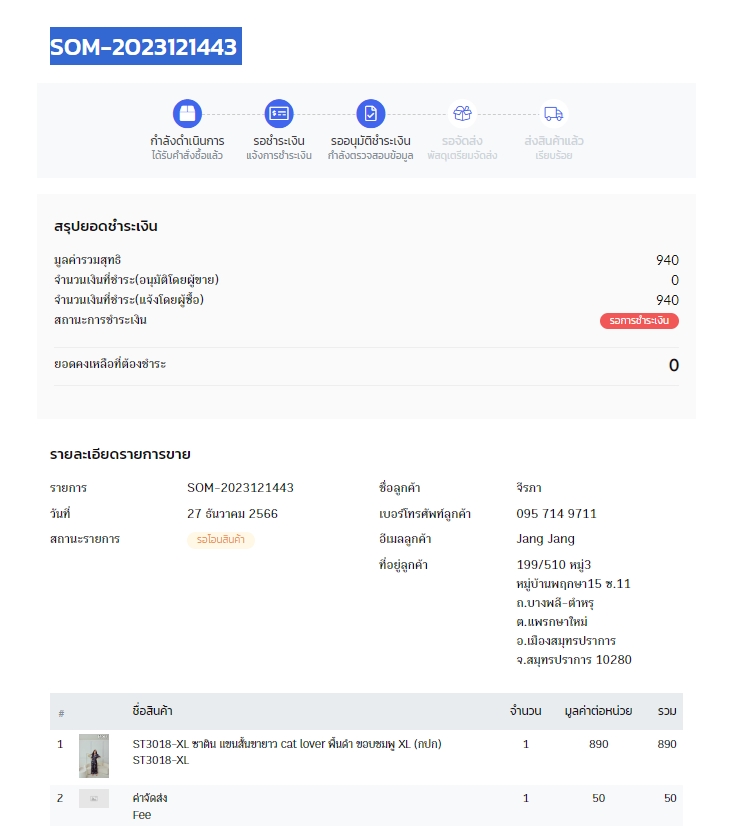 SOM-2023121443
กำลังดำเนินการ
ได้รับคำสั่งซื้อแล้ว
รอชำระเงิน
แจ้งการชำระเงิน
รออนุมัติชำระเงิน
กำลังตรวจสอบข้อมูล
รอจัดส่ง
พัสดุเตรียมจัดส่ง
ส่งสินค้าแล้ว
เรียบร้อย
สรุปยอดชำระเงิน
มูลค่ารวมสุทธิ 940
จำนวนเงินที่ชำระ(อนุมัติโดยผู้ขาย) 0
จำนวนเงินที่ชำระ(แจ้งโดยผู้ซื้อ) 940
สถานะการชำระเงิน รอการชำระเงิน
ยอดคงเหลือที่ต้องชำระ 0
รายละเอียดรายการขาย
รายการ SOM-2023121443
วันที่ 27 ธันวาคม 2566
สถานะรายการ รอโอนสินค้า
ชื่อลูกค้า จิรภา
เบอร์โทรศัพท์ลูกค้า 095 714 9711
อีเมลลูกค้า Jang Jang
ที่อยู่ลูกค้า 199/510 หมู่3
หมู่บ้านพฤกษา15 ซ.11
ถ.บางพลี-ตำหรุ
ต.แพรกษาใหม่
อ.เมืองสมุทรปราการ
จ.สมุทรปราการ 10280
# ชื่อสินค้า จำนวน มูลค่าต่อหน่วย รวม
1 ST3018-XL ซาติน แขนสั้นขายาว cat lover พื้นดำ ขอบชมพู XL (กปก) 1 890 890
ST3018-XL
2 ค่าจัดส่ง 1 50 50
Fee